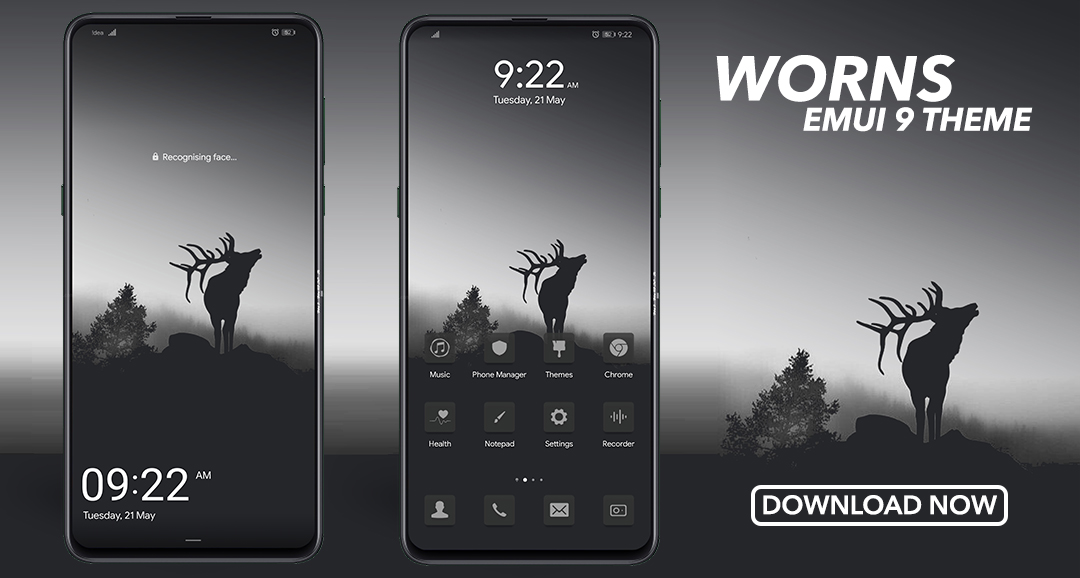 Idea
Recognising face...
09:22 AM
Tuesday, 21 May
9:22
9:22 AM
Tuesday, 21 May
Music Phone Manager Themes Chrome
Health Notepad Settings Recorder
WORNS
EMUI 9 THEME
DOWNLOAD NOW